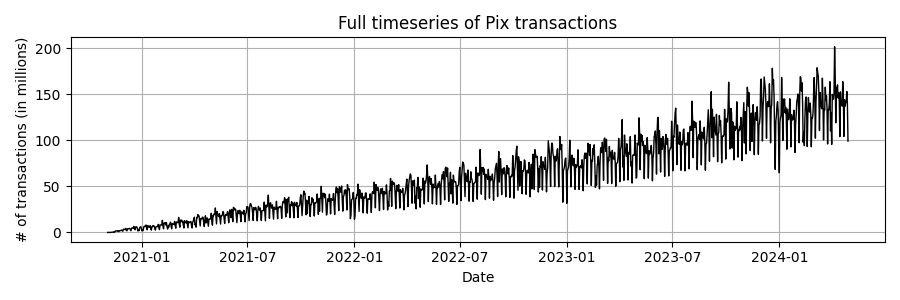 Full timeseries of Pix transactions
# of transactions (in millions)
200
150
100
50
0
2021-01 2021-07 2022-01 2022-07 2023-01 2023-07 2024-01
Date